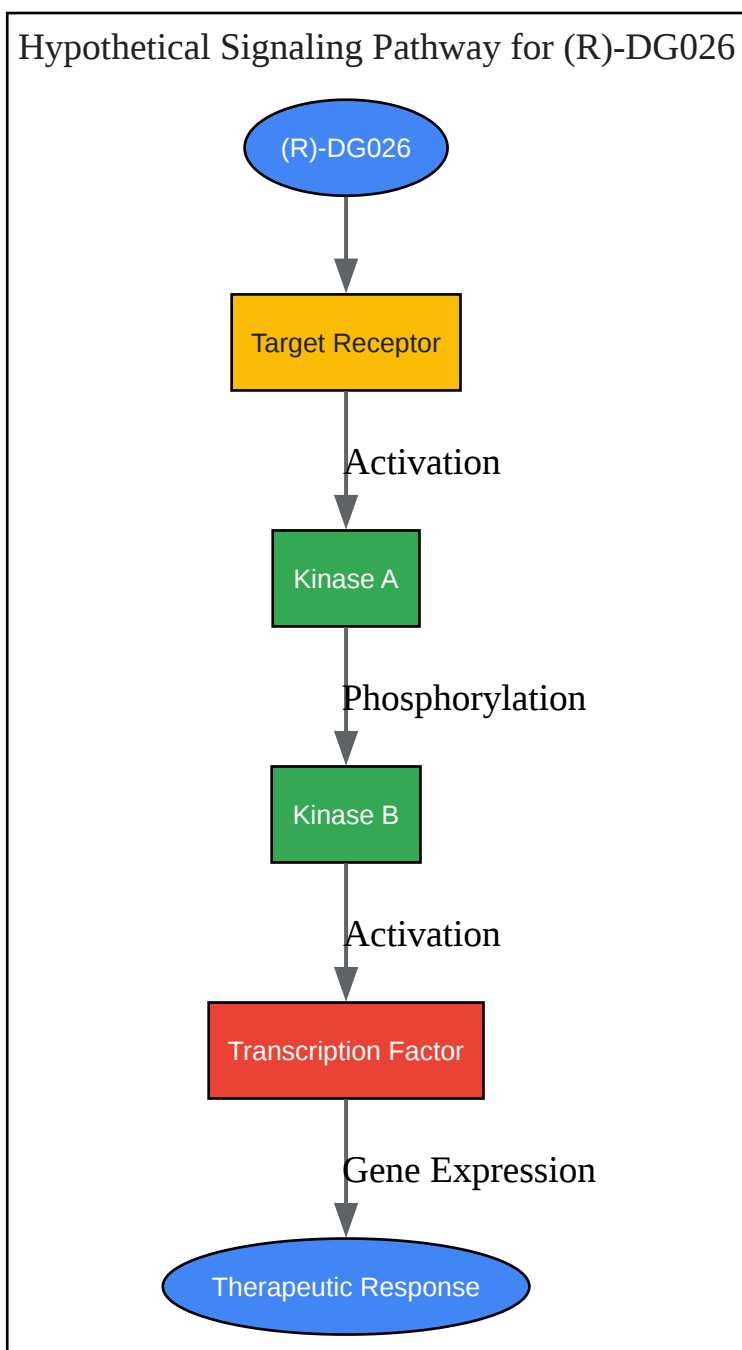 Hypothetical Signaling Pathway for (R)-DG026
(R)-DG026
Target Receptor
Activation
Kinase A
Phosphorylation
Kinase B
Activation
Transcription Factor
Gene Expression
Therapeutic Response